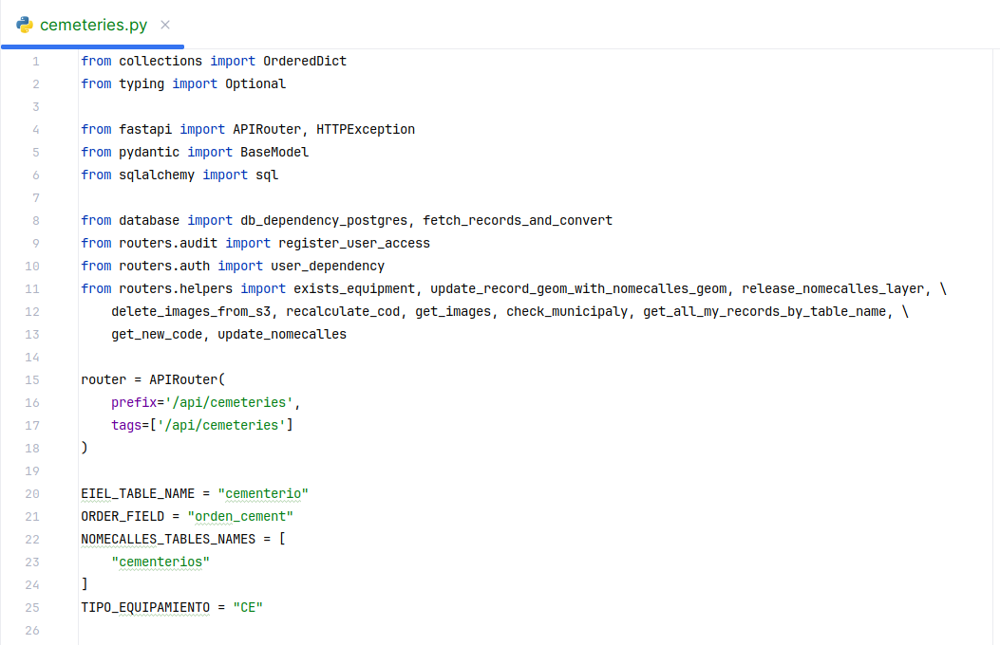 cemeteries.py ×
1 from collections import OrderedDict
2 from typing import Optional
3
4 from fastapi import APIRouter, HTTPException
5 from pydantic import BaseModel
6 from sqlalchemy import sql
7
8 from database import db_dependency_postgres, fetch_records_and_convert
9 from routers.audit import register_user_access
10 from routers.auth import user_dependency
11 from routers.helpers import exists_equipment, update_record_geom_with_nomecalles_geom, release_nomecalles_layer, \
12     delete_images_from_s3, recalculate_cod, get_images, check_municipaly, get_all_my_records_by_table_name, \
13     get_new_code, update_nomecalles
14
15 router = APIRouter(
16     prefix='/api/cemeteries',
17     tags=['/api/cemeteries']
18 )
19
20 EIEL_TABLE_NAME = "cementerio"
21 ORDER_FIELD = "orden_cement"
22 NOMECALLES_TABLES_NAMES = [
23     "cementerios"
24 ]
25 TIPO_EQUIPAMIENTO = "CE"
26